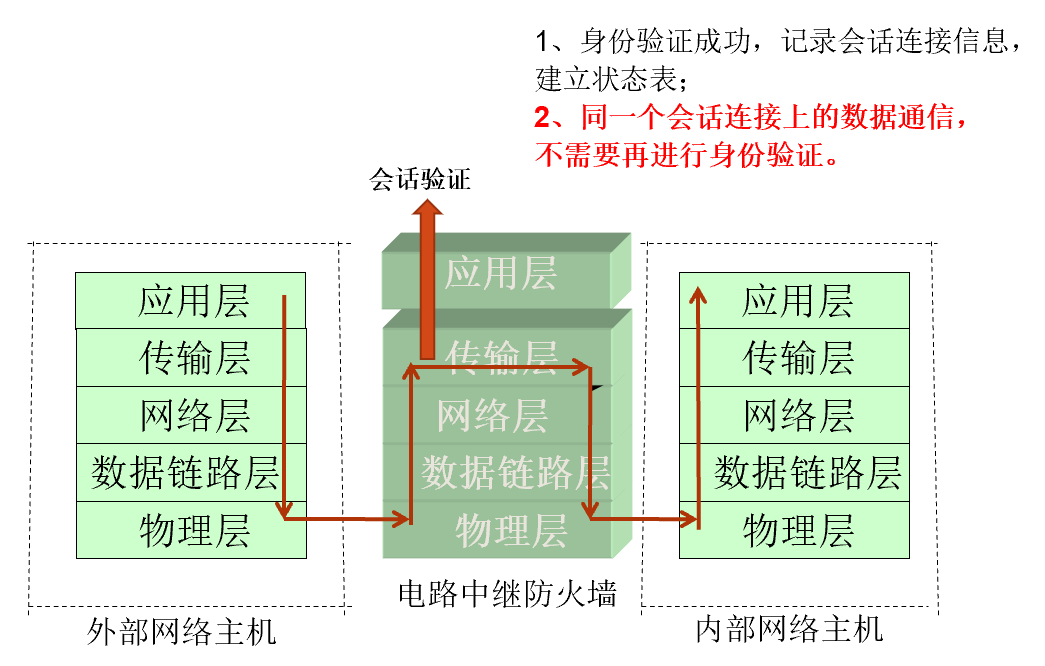 1、身份验证成功，记录会话连接信息，
建立状态表；
2、同一个会话连接上的数据通信，
不需要再进行身份验证。
会话验证
应用层
传输层
网络层
数据链路层
物理层
外部网络主机
应用层
传输层
网络层
数据链路层
物理层
电路中继防火墙
应用层
传输层
网络层
数据链路层
物理层
内部网络主机